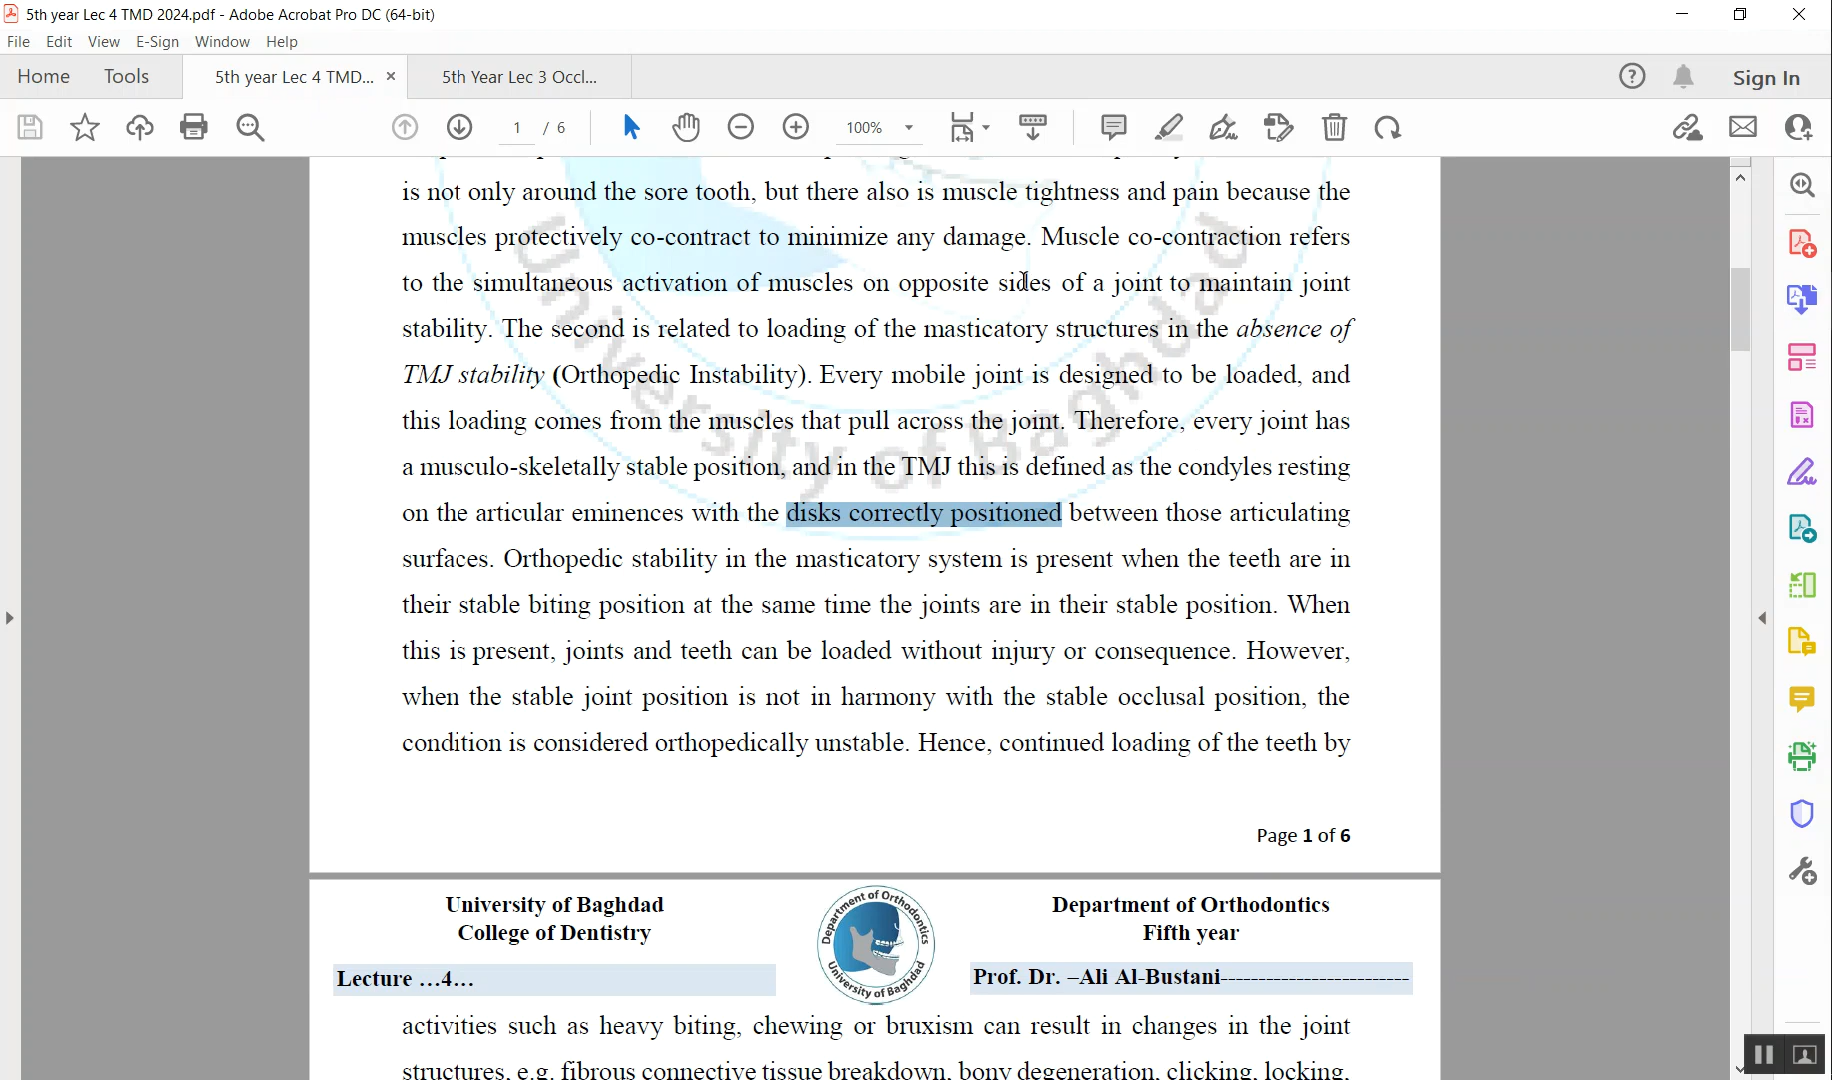 5th year Lec 4 TMD 2024.pdf - Adobe Acrobat Pro DC (64-bit)
File Edit View E-Sign Window Help
Home Tools 5th year Lec 4 TMD... × 5th Year Lec 3 Occl... Sign In
1 / 6 100%
is not only around the sore tooth, but there also is muscle tightness and pain because the
muscles protectively co-contract to minimize any damage. Muscle co-contraction refers
to the simultaneous activation of muscles on opposite sides of a joint to maintain joint
stability. The second is related to loading of the masticatory structures in the absence of
TMJ stability (Orthopedic Instability). Every mobile joint is designed to be loaded, and
this loading comes from the muscles that pull across the joint. Therefore, every joint has
a musculo-skeletally stable position, and in the TMJ this is defined as the condyles resting
on the articular eminences with the disks correctly positioned between those articulating
surfaces. Orthopedic stability in the masticatory system is present when the teeth are in
their stable biting position at the same time the joints are in their stable position. When
this is present, joints and teeth can be loaded without injury or consequence. However,
when the stable joint position is not in harmony with the stable occlusal position, the
condition is considered orthopedically unstable. Hence, continued loading of the teeth by
University of Baghdad
Page 1 of 6
University of Baghdad
College of Dentistry
Department of Orthodontics
University of Baghdad
Department of Orthodontics
Fifth year
Lecture ...4...
Prof. Dr. –Ali Al-Bustani------------------------
activities such as heavy biting, chewing or bruxism can result in changes in the joint
structures, e.g. fibrous connective tissue breakdown, bony degeneration, clicking, locking,